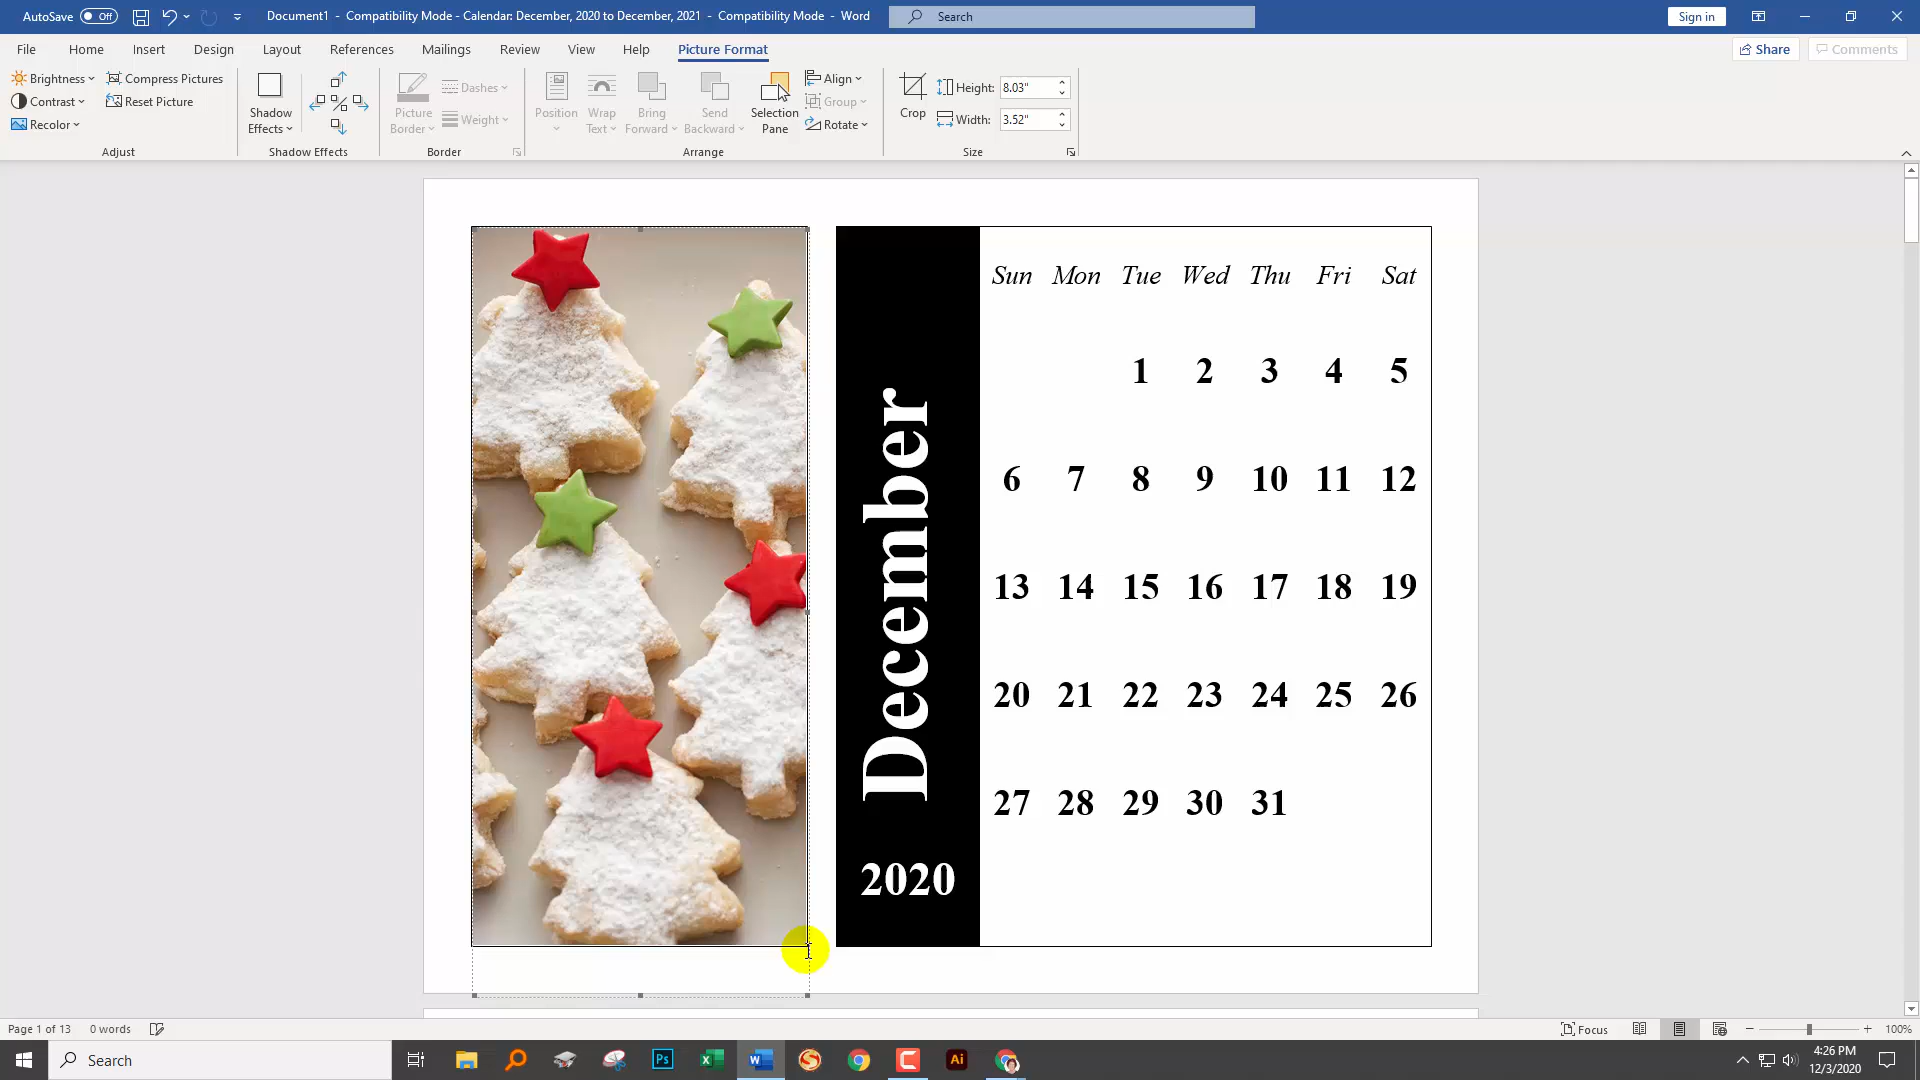 AutoSave Off Document1 - Compatibility Mode - Calendar: December, 2020 to December, 2021 - Compatibility Mode - Word Search Sign in
File Home Insert Design Layout References Mailings Review View Help Picture Format Share Comments
Brightness Compress Pictures
Contrast Reset Picture
Recolor
Adjust
Shadow
Effects
Shadow Effects
Picture
Border
Dashes
Weight
Border
Position
Wrap
Text
Bring
Forward
Send
Backward
Selection
Pane
Align
Group
Rotate
Arrange
Crop
Height: 8.03"
Width: 3.52"
Size
December
2020
Sun Mon Tue Wed Thu Fri Sat
1 2 3 4 5
6 7 8 9 10 11 12
13 14 15 16 17 18 19
20 21 22 23 24 25 26
27 28 29 30 31
Page 1 of 13 0 words Focus 100%
Search Ps Ai 4:26 PM
12/3/2020